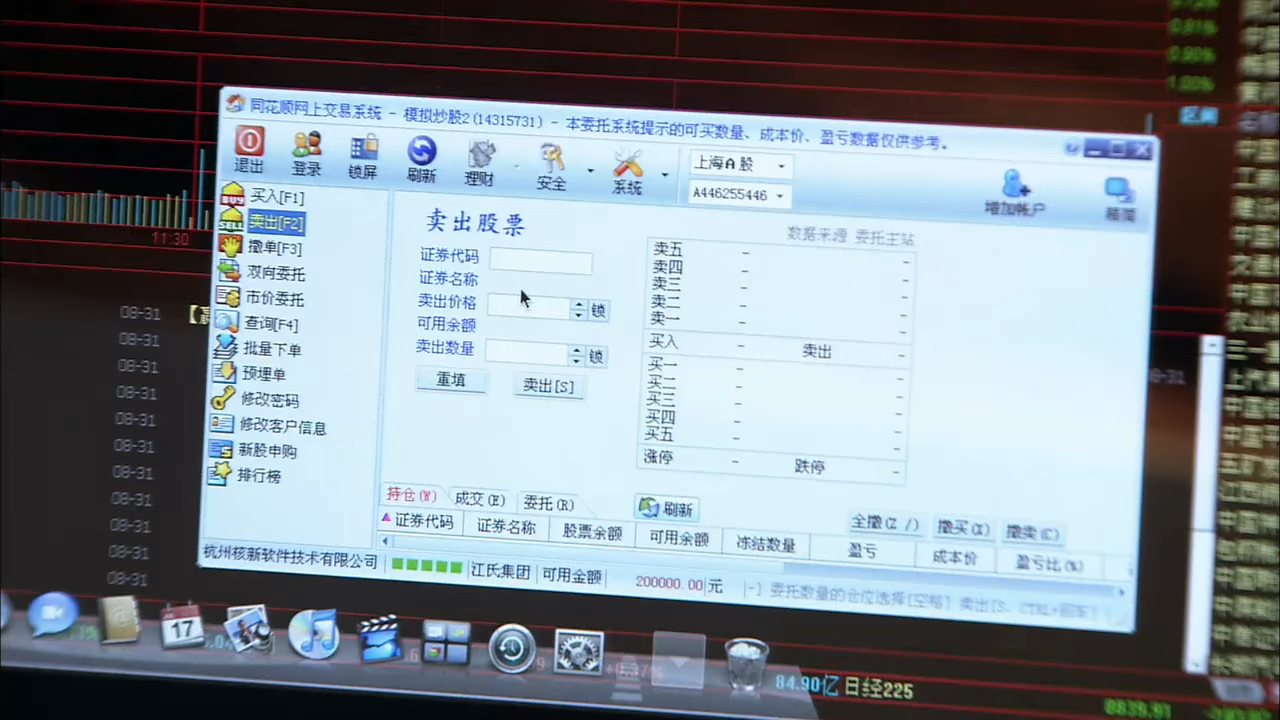 同花顺网上交易系统 - 模拟炒股2(14315731) - 本委托系统提示的可买数量、成本价、盈亏数据仅供参考。
退出 登录 锁屏 刷新 理财 安全 系统 上海A股 增加帐户 精简
A446255446
买入[F1]
卖出[F2]
撤单[F3]
双向委托
市价委托
查询[F4]
批量下单
预埋单
修改密码
修改客户信息
新股申购
排行榜
卖出股票
证券代码
证券名称
卖出价格 锁
可用余额
卖出数量 锁
重填 卖出[S]
数据来源 委托主站
卖五 - -
卖四 - -
卖三 - -
卖二 - -
卖一 - -
买入 - 卖出 -
买一 - -
买二 - -
买三 - -
买四 - -
买五 - -
涨停 - 跌停 -
持仓(W) 成交(E) 委托(R) 刷新 全撤(Z /) 撤买(X) 撤卖(C)
证券代码 证券名称 股票余额 可用余额 冻结数量 盈亏 成本价 盈亏比(%)
杭州核新软件技术有限公司 江氏集团 可用金额 200000.00 元
11:30
08-31
08-31
08-31
08-31
08-31
08-31
08-31
08-31
08-31
08-31
08-31
区间
17
84.90亿 日经225
8839.91